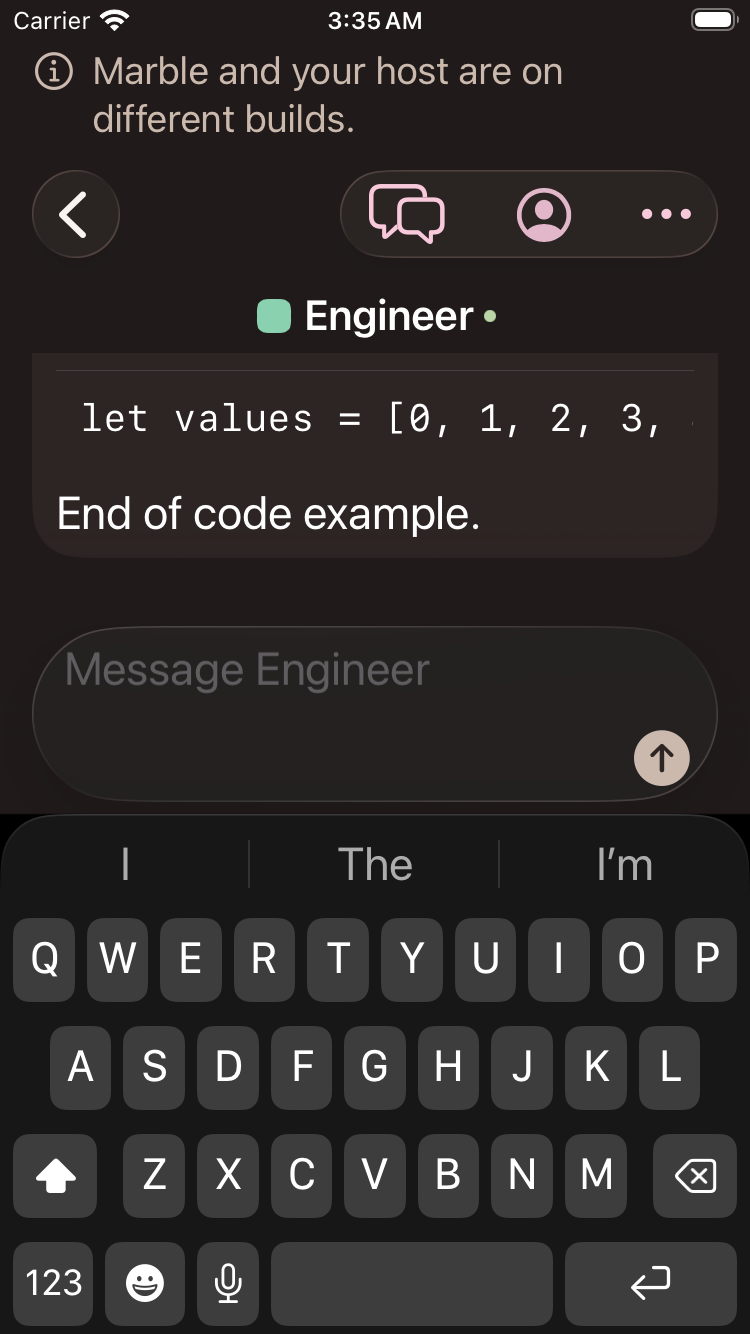 Carrier 3:35 AM
Marble and your host are on
different builds.
Engineer
let values = [0, 1, 2, 3,
End of code example.
Message Engineer
I The I’m
Q W E R T Y U I O P
A S D F G H J K L
Z X C V B N M
123